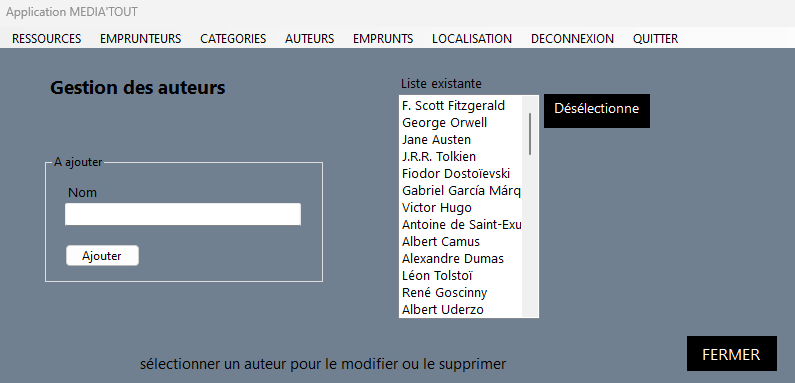 Application MEDIA'TOUT
RESSOURCES EMPRUNTEURS CATEGORIES AUTEURS EMPRUNTS LOCALISATION DECONNEXION QUITTER
Gestion des auteurs
Liste existante
F. Scott Fitzgerald
George Orwell
Jane Austen
J.R.R. Tolkien
Fiodor Dostoïevski
Gabriel García Márq
Victor Hugo
Antoine de Saint-Exu
Albert Camus
Alexandre Dumas
Léon Tolstoï
René Goscinny
Albert Uderzo
Désélectionne
A ajouter
Nom
Ajouter
sélectionner un auteur pour le modifier ou le supprimer
FERMER